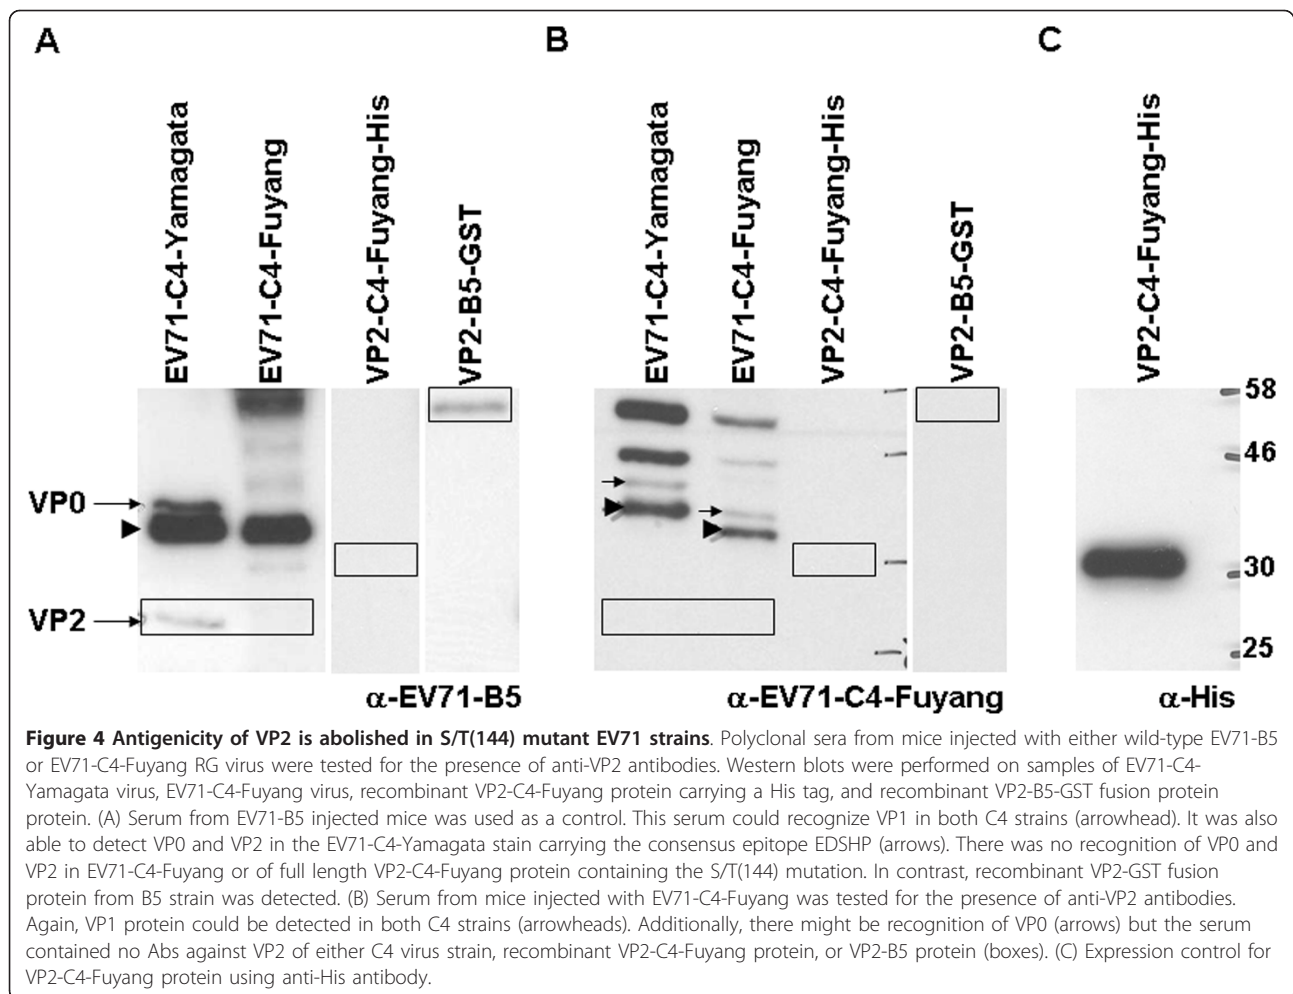 A
B
C
EV71-C4-Yamagata
EV71-C4-Fuyang
VP2-C4-Fuyang-His
VP2-B5-GST
EV71-C4-Yamagata
EV71-C4-Fuyang
VP2-C4-Fuyang-His
VP2-B5-GST
VP2-C4-Fuyang-His
58
46
VP0
30
VP2
25
α-EV71-B5
α-EV71-C4-Fuyang
α-His
Figure 4 Antigenicity of VP2 is abolished in S/T(144) mutant EV71 strains. Polyclonal sera from mice injected with either wild-type EV71-B5
or EV71-C4-Fuyang RG virus were tested for the presence of anti-VP2 antibodies. Western blots were performed on samples of EV71-C4-
Yamagata virus, EV71-C4-Fuyang virus, recombinant VP2-C4-Fuyang protein carrying a His tag, and recombinant VP2-B5-GST fusion protein
protein. (A) Serum from EV71-B5 injected mice was used as a control. This serum could recognize VP1 in both C4 strains (arrowhead). It was also
able to detect VP0 and VP2 in the EV71-C4-Yamagata stain carrying the consensus epitope EDSHP (arrows). There was no recognition of VP0 and
VP2 in EV71-C4-Fuyang or of full length VP2-C4-Fuyang protein containing the S/T(144) mutation. In contrast, recombinant VP2-GST fusion
protein from B5 strain was detected. (B) Serum from mice injected with EV71-C4-Fuyang was tested for the presence of anti-VP2 antibodies.
Again, VP1 protein could be detected in both C4 strains (arrowheads). Additionally, there might be recognition of VP0 (arrows) but the serum
contained no Abs against VP2 of either C4 virus strain, recombinant VP2-C4-Fuyang protein, or VP2-B5 protein (boxes). (C) Expression control for
VP2-C4-Fuyang protein using anti-His antibody.